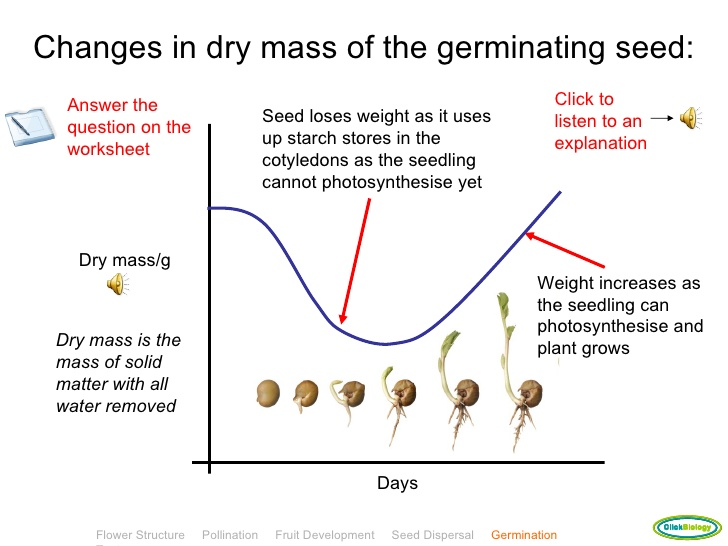 Changes in dry mass of the germinating seed:
Answer the
question on the
worksheet
Seed loses weight as it uses
up starch stores in the
cotyledons as the seedling
cannot photosynthesise yet
Click to
listen to an
explanation
Dry mass/g
Dry mass is the
mass of solid
matter with all
water removed
Weight increases as
the seedling can
photosynthesise and
plant grows
Days
Flower Structure Pollination Fruit Development Seed Dispersal Germination
ClickBiology